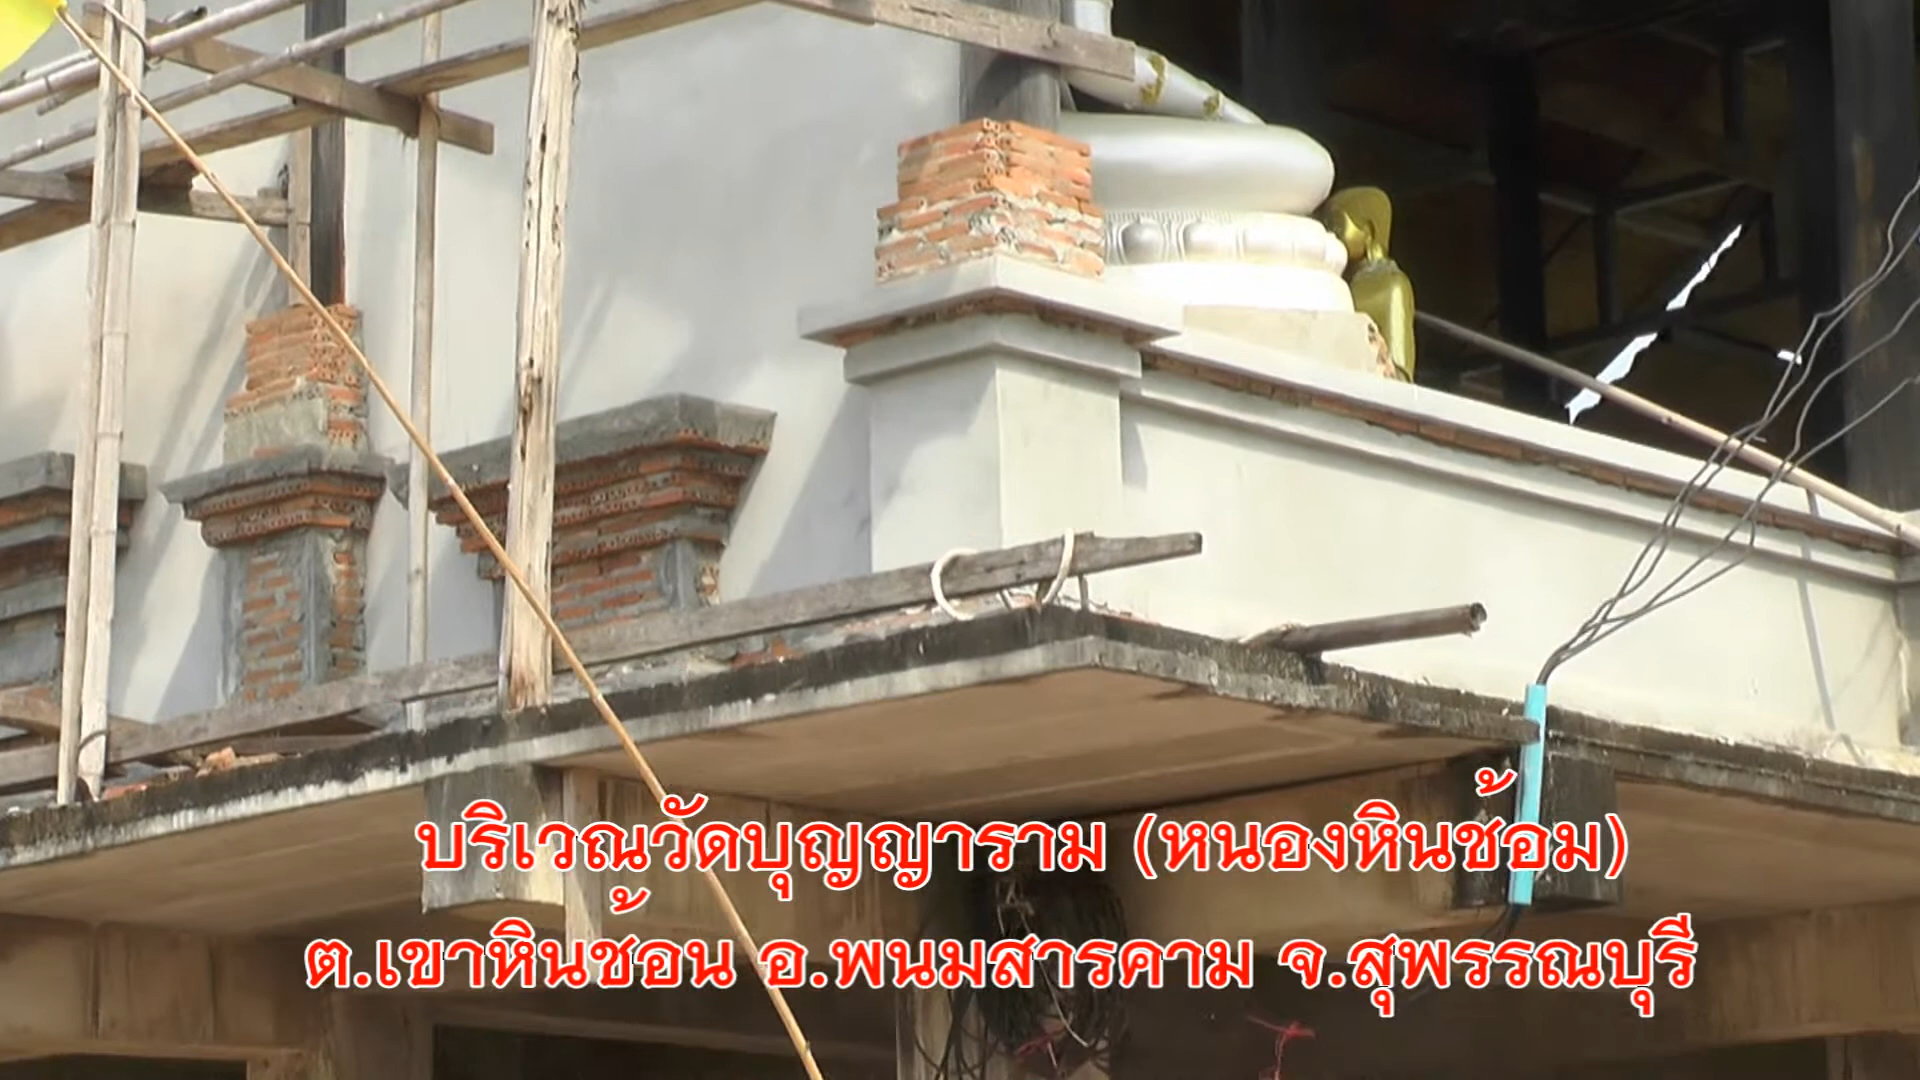 บริเวณวัดบุญญาราม (หนองหินช้อม)
ต.เขาหินช้อน อ.พนมสารคาม จ.สุพรรณบุรี